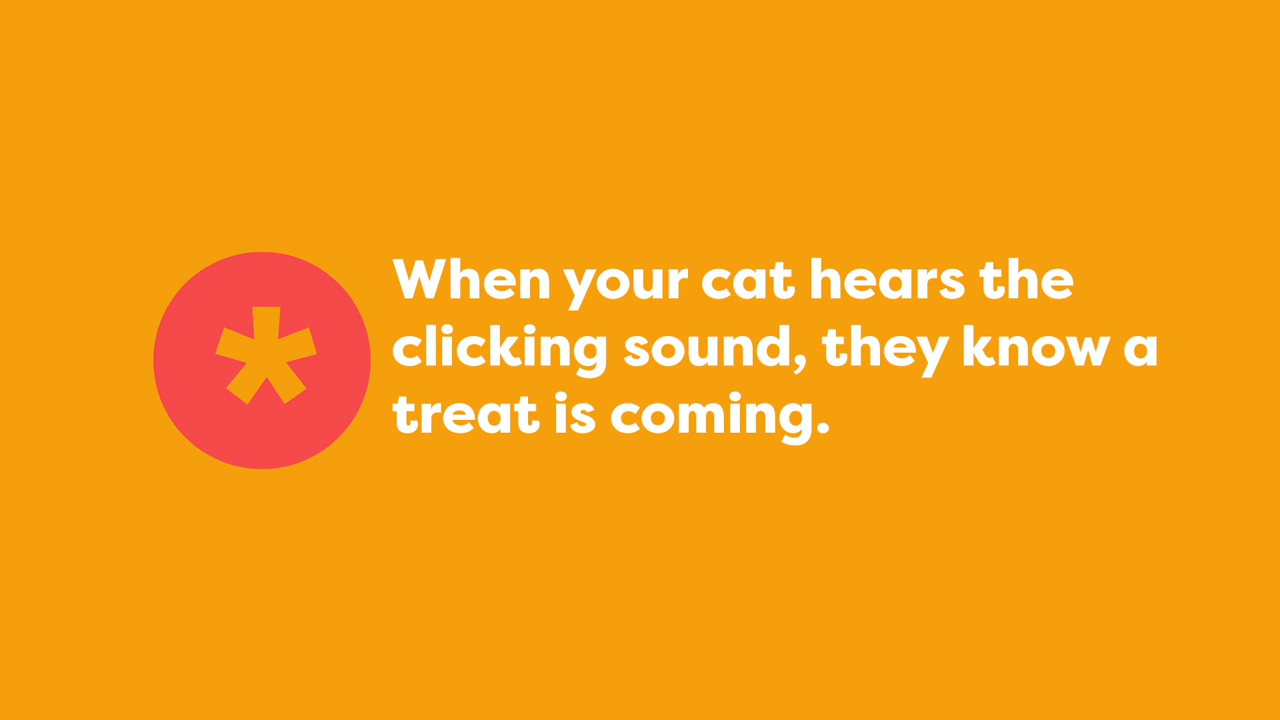 When your cat hears the
clicking sound, they know a
treat is coming.